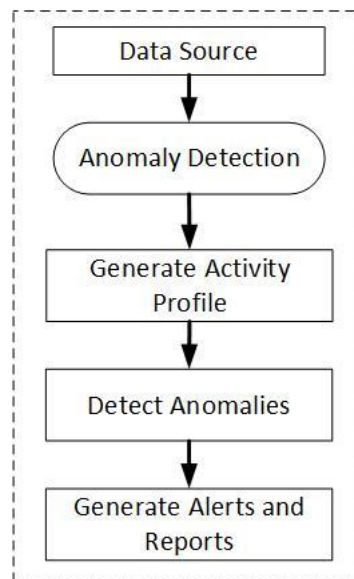 Data Source
Anomaly Detection
Generate Activity
Profile
Detect Anomalies
Generate Alerts and
Reports